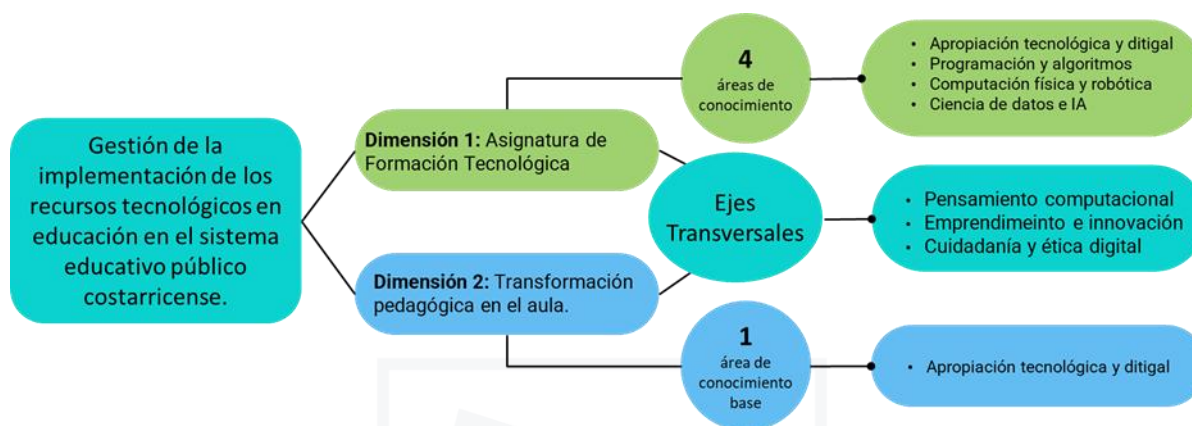 Gestión de la
implementación de los
recursos tecnológicos en
educación en el sistema
educativo público
costarricense.
Dimensión 1: Asignatura de
Formación Tecnológica
4
áreas de
conocimiento
• Apropiación tecnológica y ditigal
• Programación y algoritmos
• Computación física y robótica
• Ciencia de datos e IA
Ejes
Transversales
• Pensamiento computacional
• Emprendimeinto e innovación
• Cuidadanía y ética digital
Dimensión 2: Transformación
pedagógica en el aula.
1
área de
conocimiento
base
• Apropiación tecnológica y ditigal